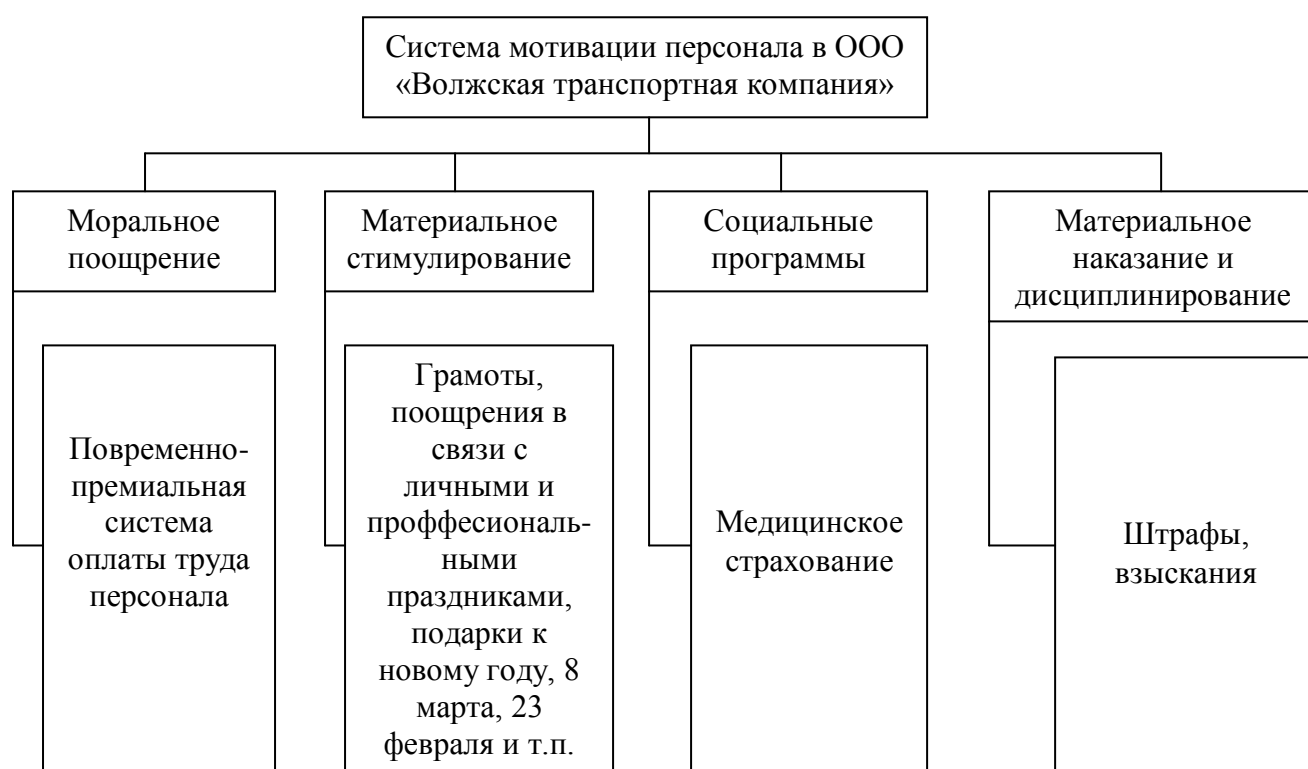 Система мотивации персонала в ООО
«Волжская транспортная компания»
Моральное
поощрение
Материальное
стимулирование
Социальные
программы
Материальное
наказание и
дисциплинирование
Повременно-
премиальная
система
оплаты труда
персонала
Грамоты,
поощрения в
связи с
личными и
проффесиональ-
ными
праздниками,
подарки к
новому году, 8
марта, 23
февраля и т.п.
Медицинское
страхование
Штрафы,
взыскания